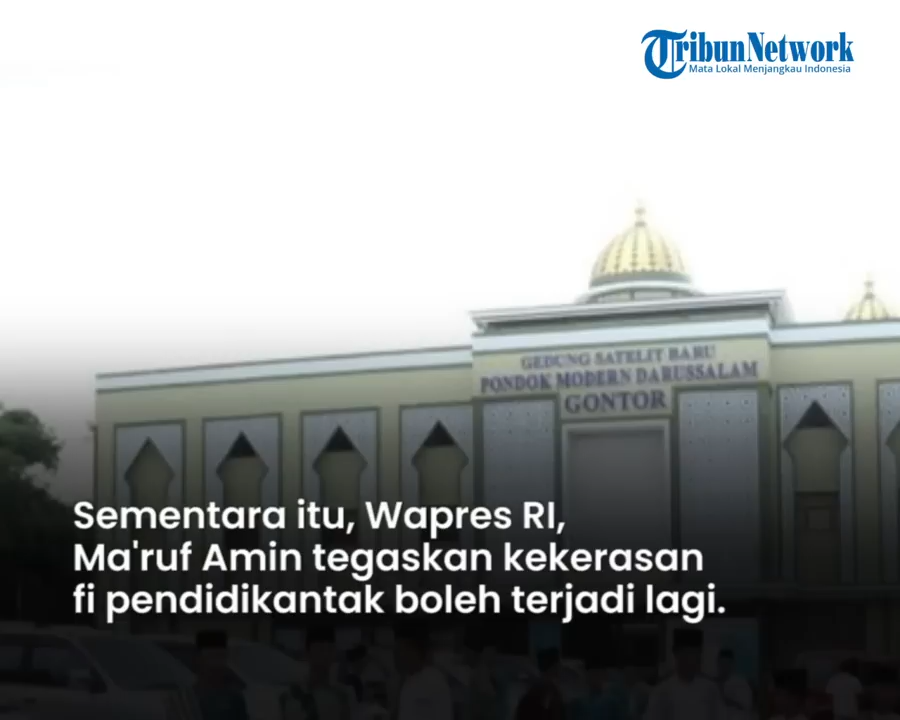 TribunNetwork
Mata Lokal Menjangkau Indonesia
GEDUNG SATELIT BARU
PONDOK MODERN DARUSSALAM
GONTOR
Sementara itu, Wapres RI,
Ma'ruf Amin tegaskan kekerasan
fi pendidikantak boleh terjadi lagi.